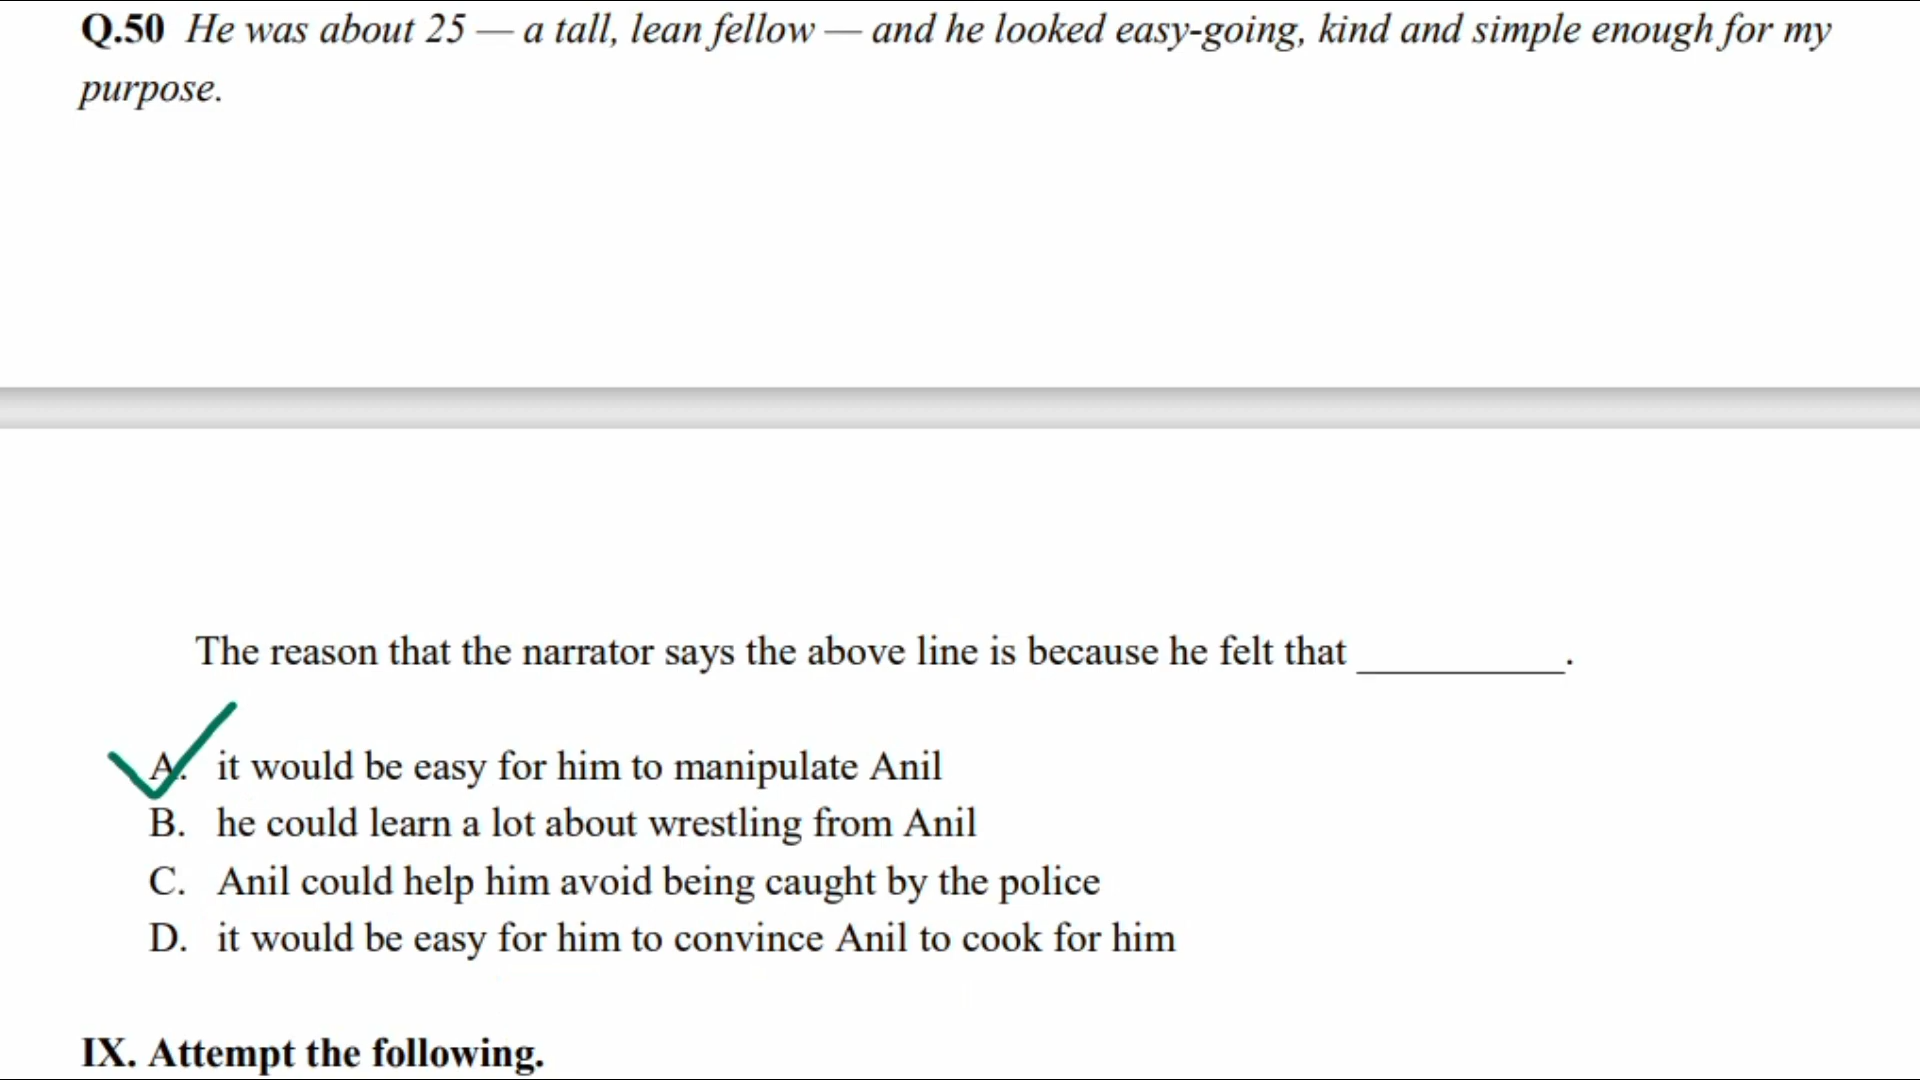 Q.50 He was about 25 — a tall, lean fellow — and he looked easy-going, kind and simple enough for my
purpose.
The reason that the narrator says the above line is because he felt that __________.
A. it would be easy for him to manipulate Anil
B. he could learn a lot about wrestling from Anil
C. Anil could help him avoid being caught by the police
D. it would be easy for him to convince Anil to cook for him
IX. Attempt the following.